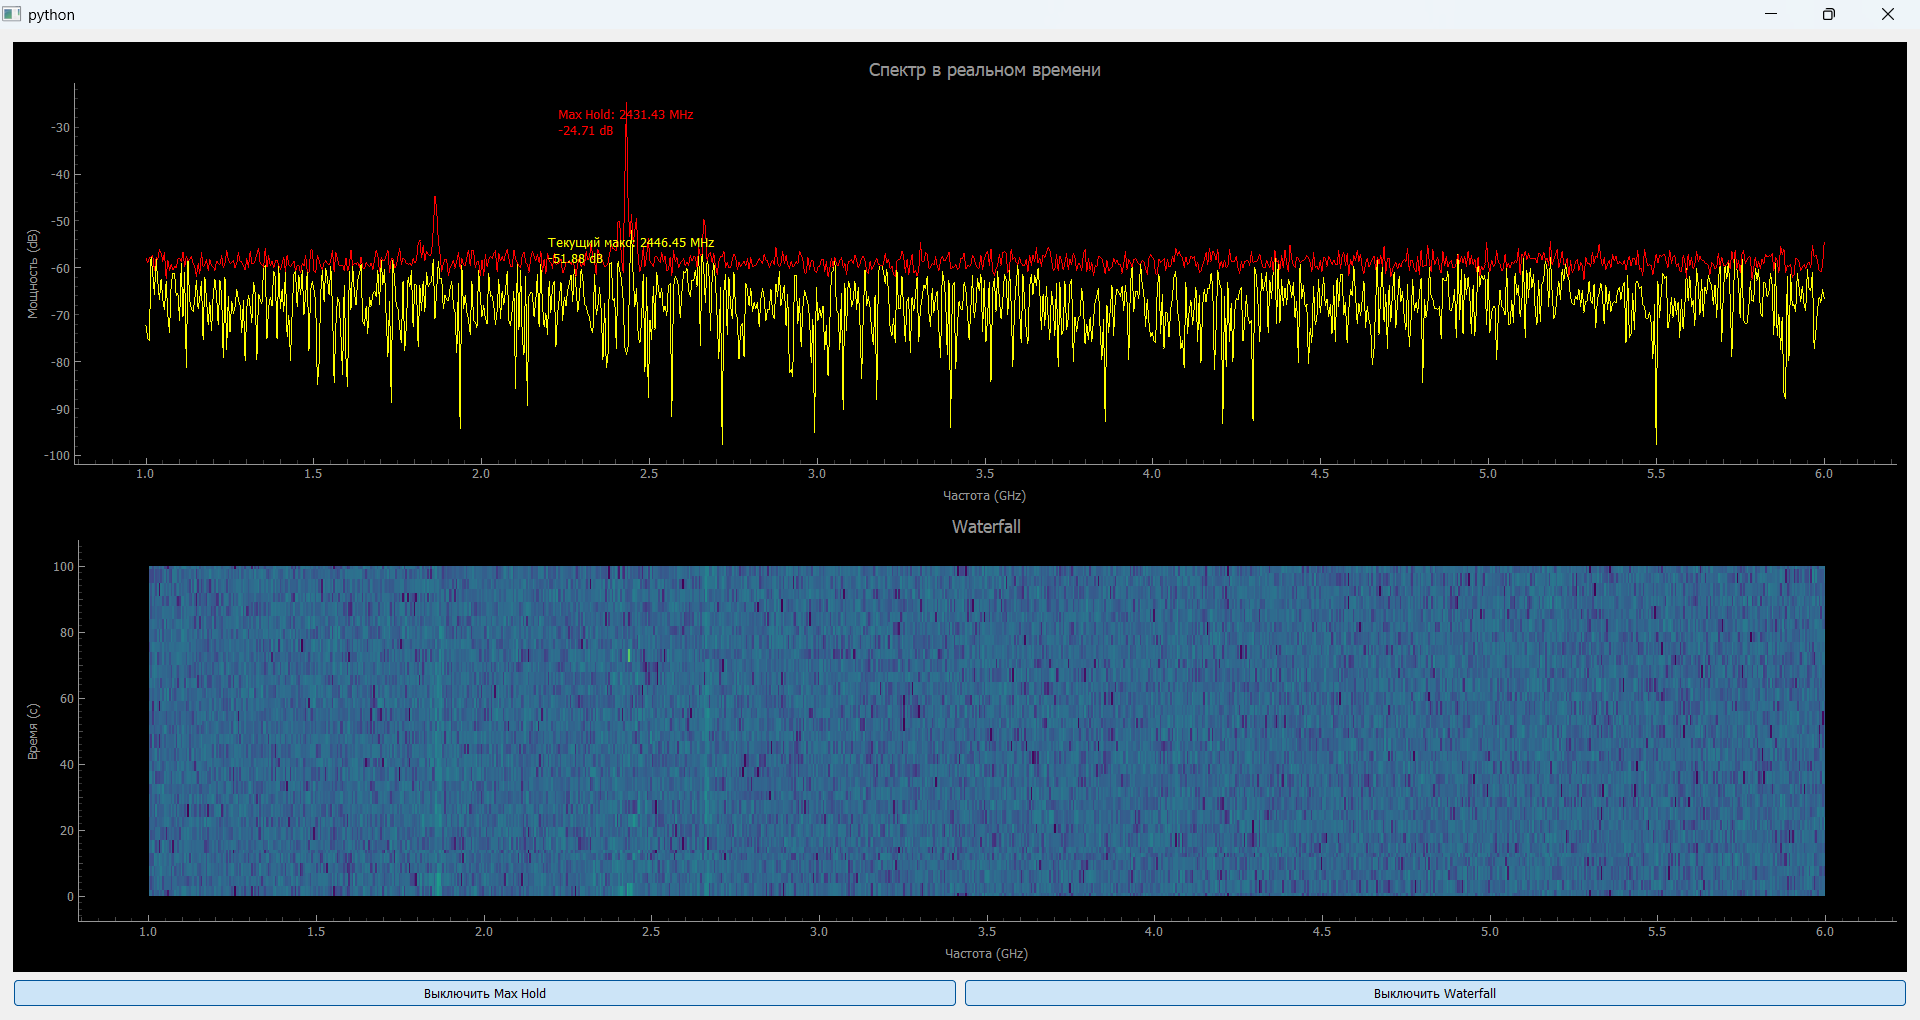 python
Спектр в реальном времени
Max Hold: 2431.43 MHz
-24.71 dB
Текущий макс: 2446.45 MHz
-51.88 dB
Мощность (dB)
-30
-40
-50
-60
-70
-80
-90
-100
1.0 1.5 2.0 2.5 3.0 3.5 4.0 4.5 5.0 5.5 6.0
Частота (GHz)
Waterfall
Время (с)
100
80
60
40
20
0
1.0 1.5 2.0 2.5 3.0 3.5 4.0 4.5 5.0 5.5 6.0
Частота (GHz)
Выключить Max Hold
Выключить Waterfall